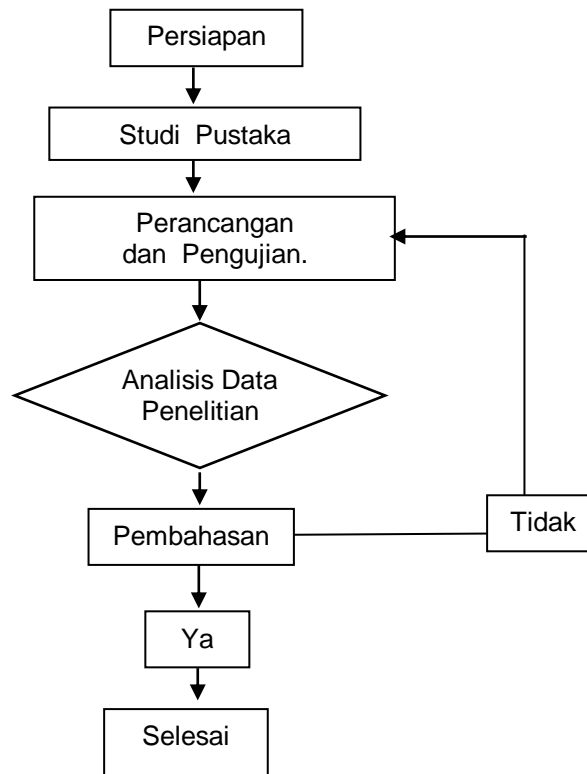 Persiapan
Studi Pustaka
Perancangan
dan Pengujian.
Analisis Data
Penelitian
Pembahasan
Tidak
Ya
Selesai